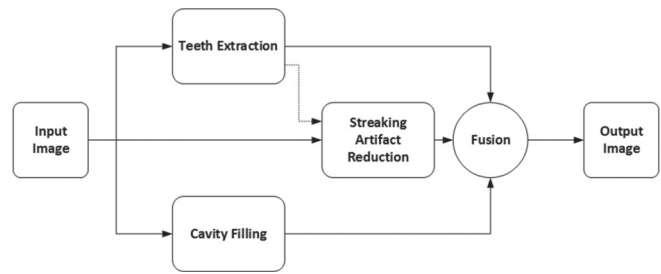 Teeth Extraction
Input
Image
Streaking
Artifact
Reduction
Fusion
Output
Image
Cavity Filling